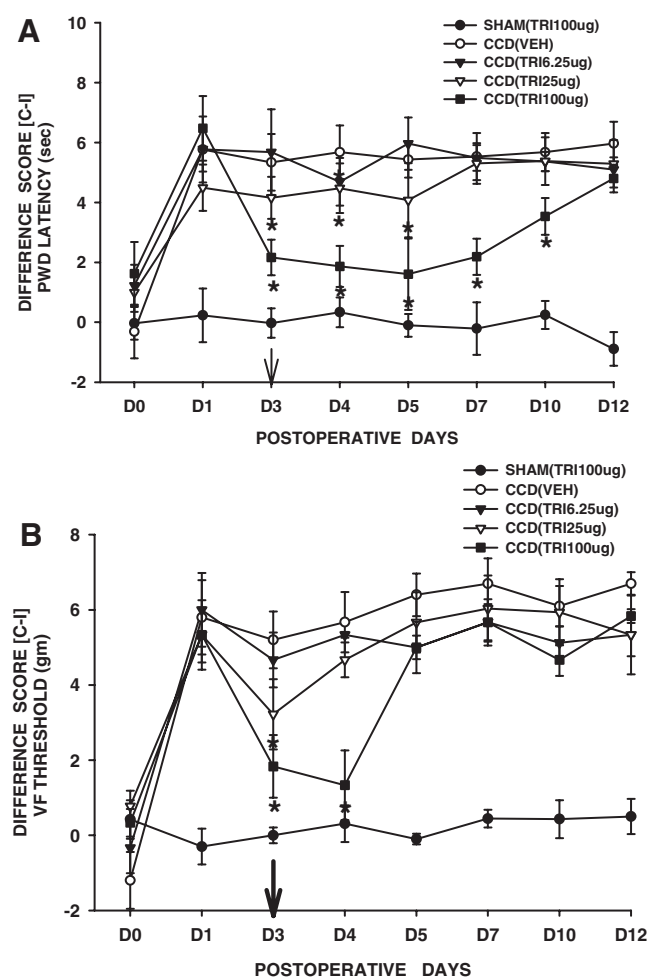 A
SHAM(TRI100ug)
CCD(VEH)
CCD(TRI6.25ug)
CCD(TRI25ug)
CCD(TRI100ug)
DIFFERENCE SCORE [C-I]
PWD LATENCY (sec)
10
8
6
4
2
0
-2
* * *
* * * * *
D0 D1 D3 D4 D5 D7 D10 D12
POSTOPERATIVE DAYS
B
SHAM(TRI100ug)
CCD(VEH)
CCD(TRI6.25ug)
CCD(TRI25ug)
CCD(TRI100ug)
DIFFERENCE SCORE [C-I]
VF THRESHOLD (gm)
8
6
4
2
0
-2
*
* *
D0 D1 D3 D4 D5 D7 D10 D12
POSTOPERATIVE DAYS